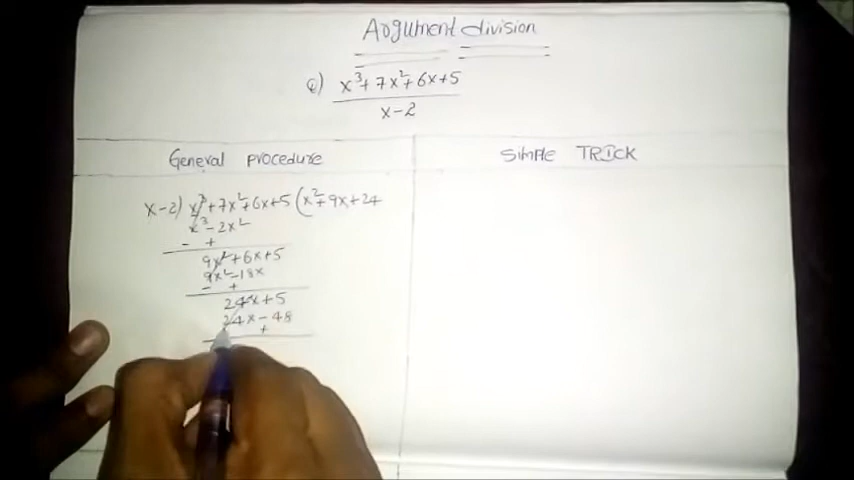 Argument division
Q) x³+7x²+6x+5
x-2
General procedure
x-2) x³+7x²+6x+5 (x²+9x+24
x³-2x²
- +
9x²+6x+5
9x²-18x
- +
24x+5
24x-48
+
SIMPLE TRICK